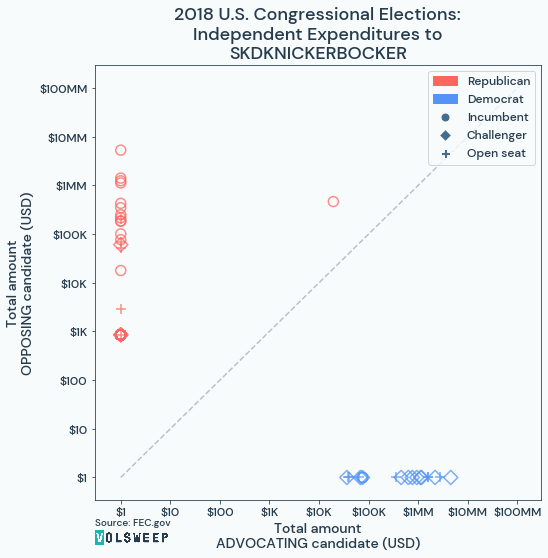 2018 U.S. Congressional Elections:
Independent Expenditures to
SKDKNICKERBOCKER
Republican
Democrat
Incumbent
Challenger
Open seat
$100MM
$10MM
$1MM
$100K
$10K
$1K
$100
$10
$1
Total amount
OPPOSING candidate (USD)
$1
$10
$100
$1K
$10K
$100K
$1MM
$10MM
$100MM
Total amount
ADVOCATING candidate (USD)
Source: FEC.gov
VOLSWEEP